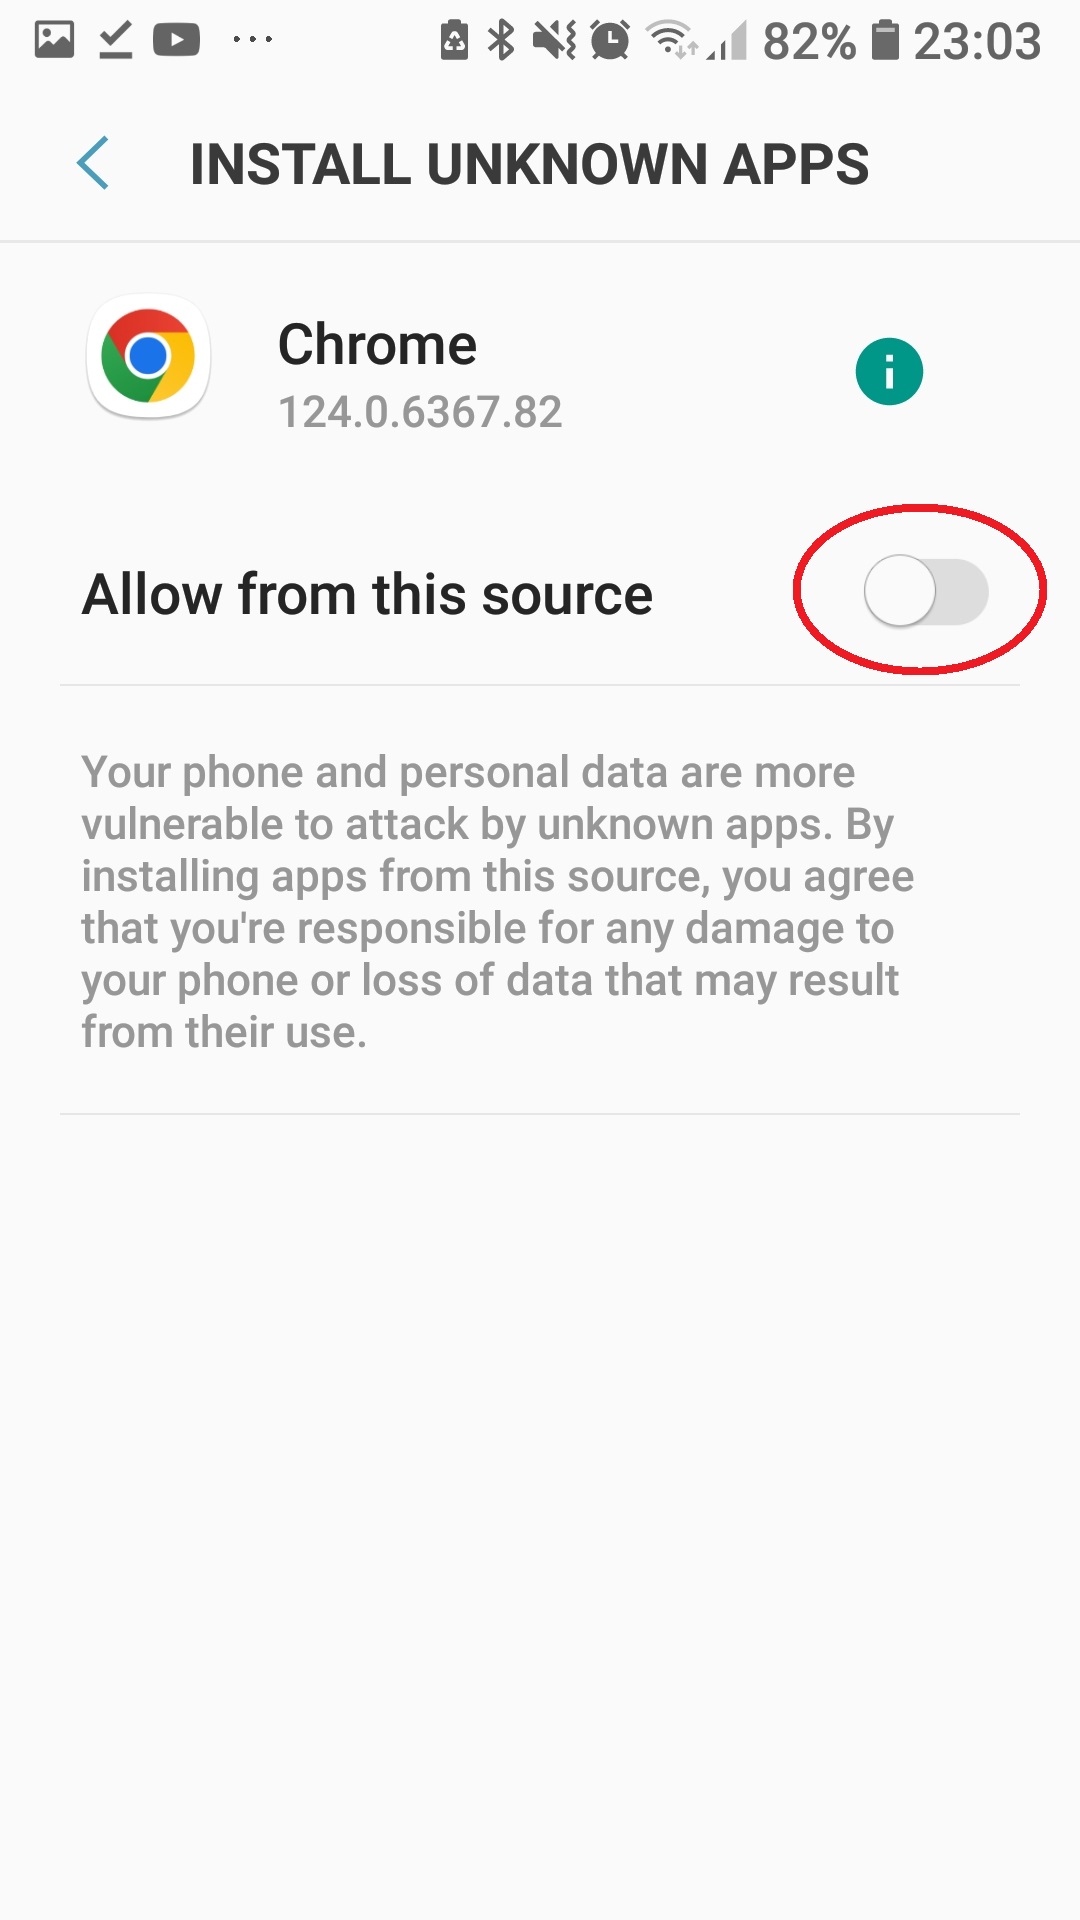 82% 23:03
INSTALL UNKNOWN APPS
Chrome
124.0.6367.82
Allow from this source
Your phone and personal data are more
vulnerable to attack by unknown apps. By
installing apps from this source, you agree
that you're responsible for any damage to
your phone or loss of data that may result
from their use.